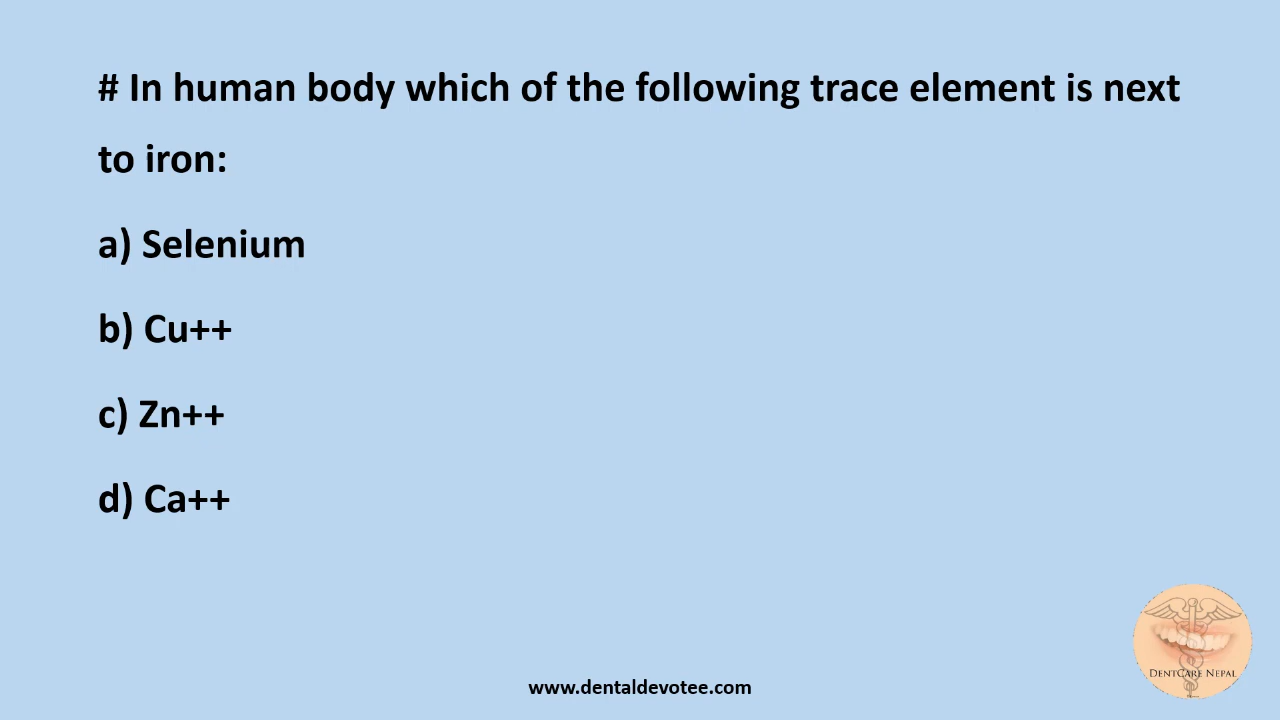 # In human body which of the following trace element is next
to iron:
a) Selenium
b) Cu++
c) Zn++
d) Ca++
DentCare Nepal
www.dentaldevotee.com